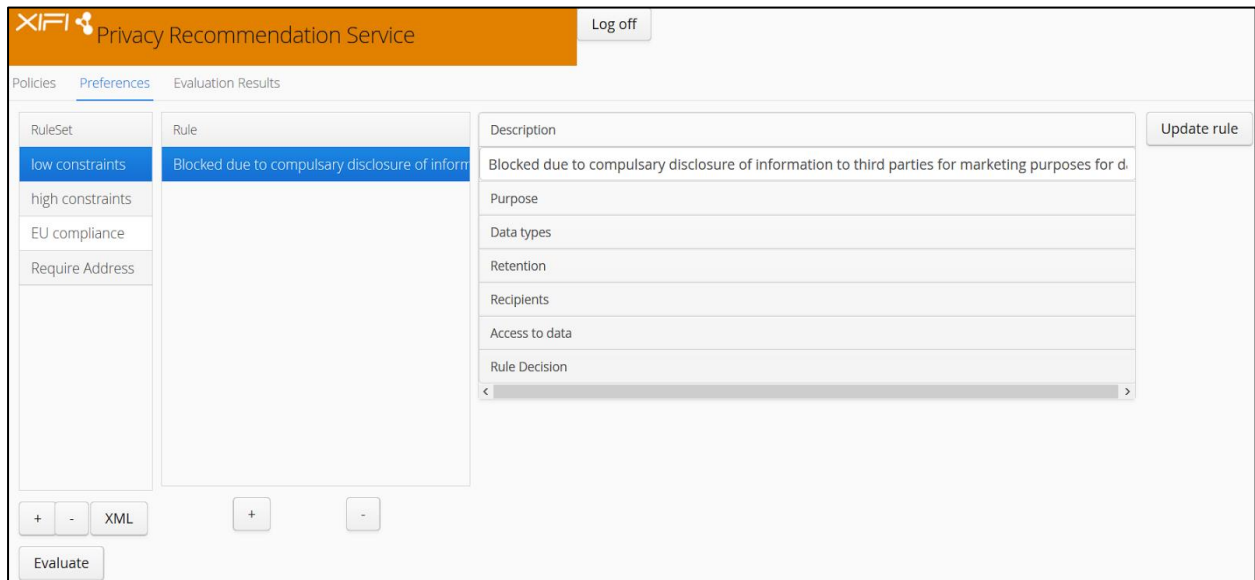 XIFI Privacy Recommendation Service
Log off
Policies Preferences Evaluation Results
RuleSet
low constraints
high constraints
EU compliance
Require Address
+ - XML
Evaluate
Rule
Blocked due to compulsary disclosure of inform
+ -
Description
Blocked due to compulsary disclosure of information to third parties for marketing purposes for d
Purpose
Data types
Retention
Recipients
Access to data
Rule Decision
Update rule